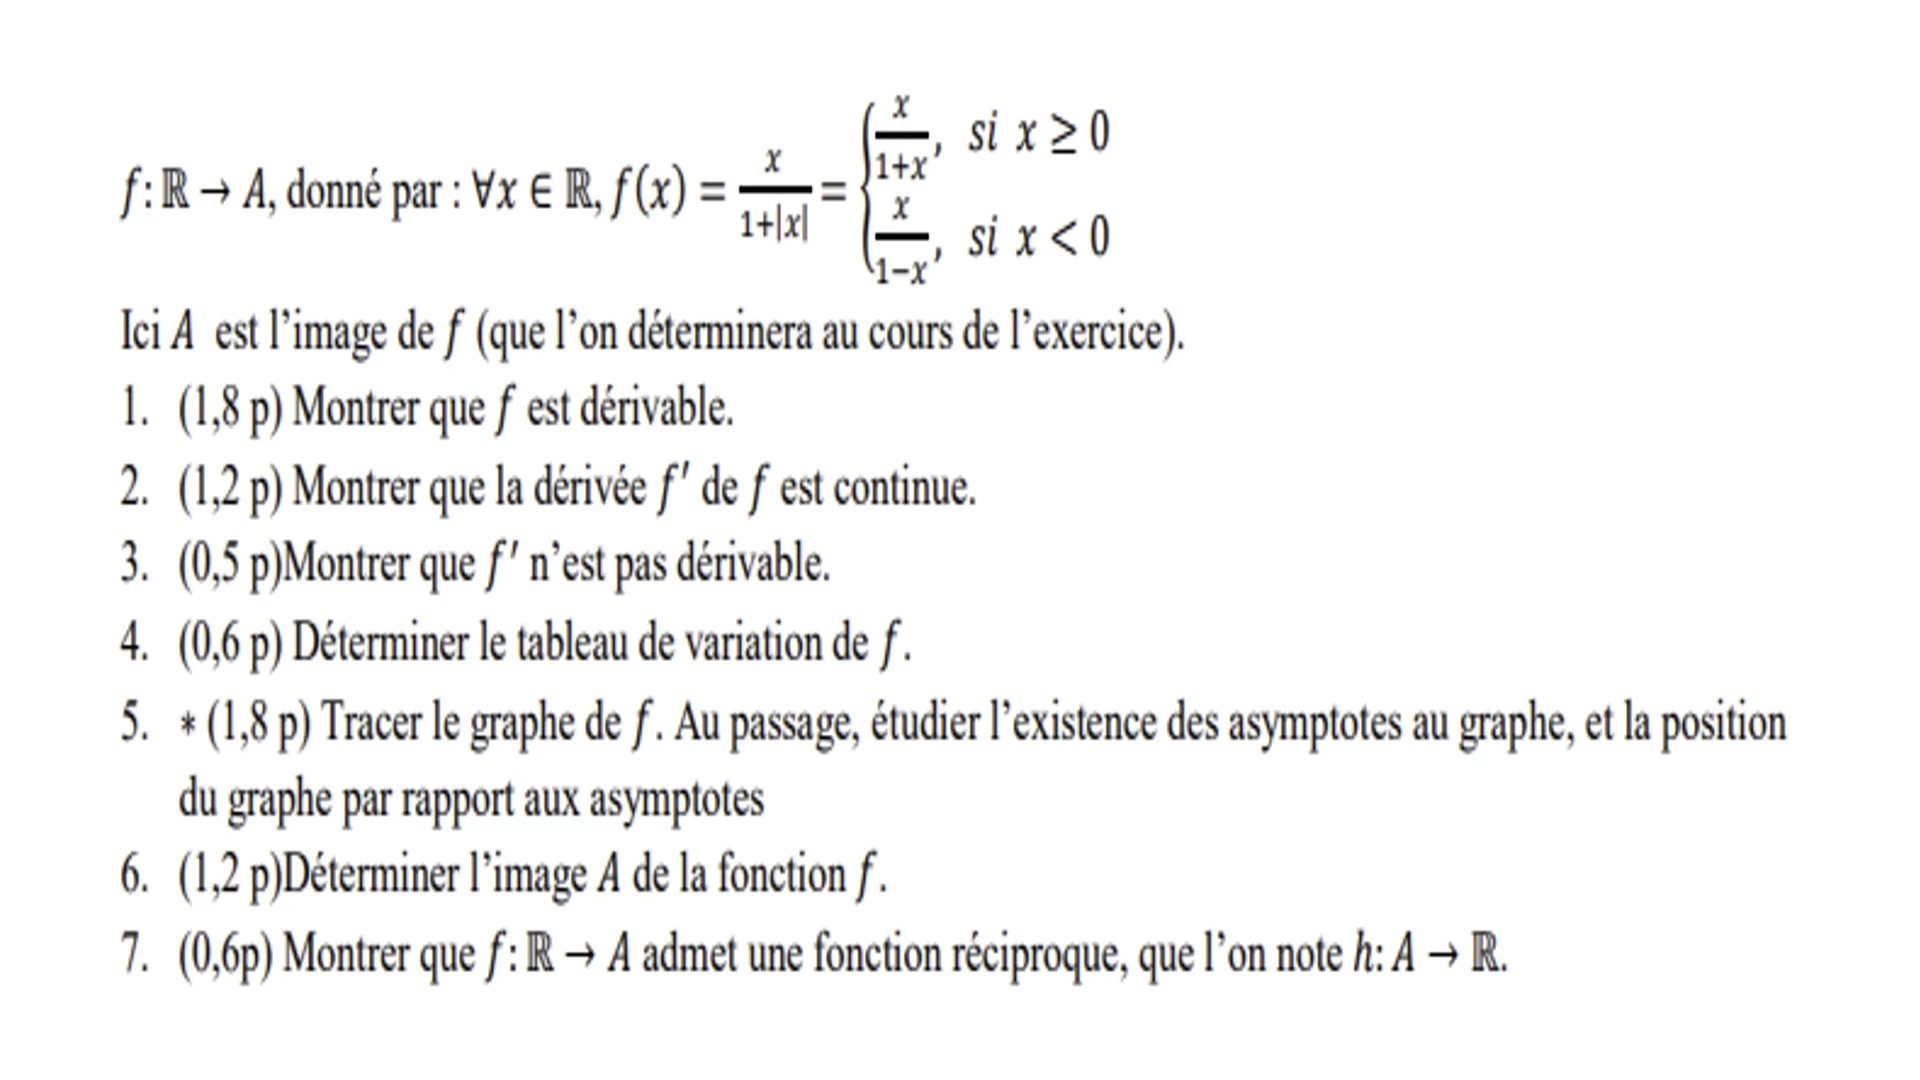 f: ℝ → A, donné par : ∀x ∈ ℝ, f(x) = x/(1+|x|) = { x/(1+x), si x ≥ 0
x/(1−x), si x < 0
Ici A est l’image de f (que l’on déterminera au cours de l’exercice).
1. (1,8 p) Montrer que f est dérivable.
2. (1,2 p) Montrer que la dérivée f′ de f est continue.
3. (0,5 p)Montrer que f′ n’est pas dérivable.
4. (0,6 p) Déterminer le tableau de variation de f.
5. * (1,8 p) Tracer le graphe de f. Au passage, étudier l’existence des asymptotes au graphe, et la position
du graphe par rapport aux asymptotes
6. (1,2 p)Déterminer l’image A de la fonction f.
7. (0,6p) Montrer que f: ℝ → A admet une fonction réciproque, que l’on note h: A → ℝ.